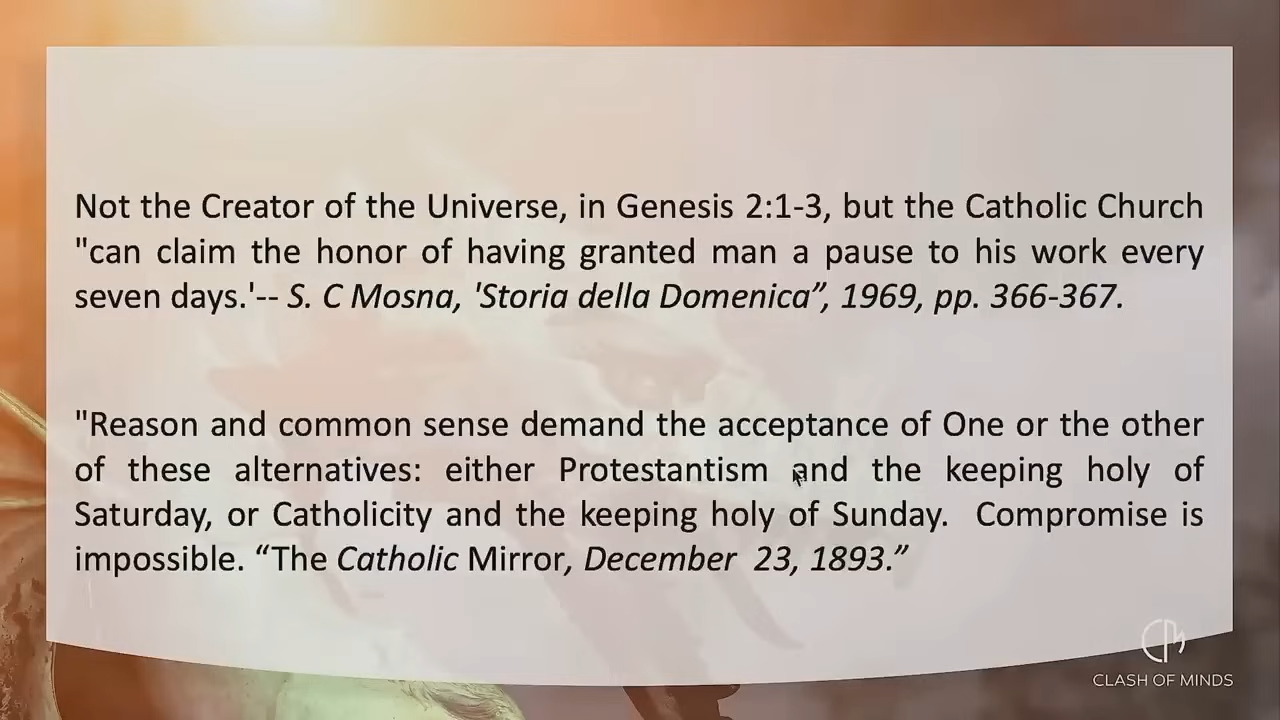 Not the Creator of the Universe, in Genesis 2:1-3, but the Catholic Church
"can claim the honor of having granted man a pause to his work every
seven days.'-- S. C Mosna, 'Storia della Domenica”, 1969, pp. 366-367.
"Reason and common sense demand the acceptance of One or the other
of these alternatives: either Protestantism and the keeping holy of
Saturday, or Catholicity and the keeping holy of Sunday.  Compromise is
impossible. “The Catholic Mirror, December  23, 1893.”
CLASH OF MINDS